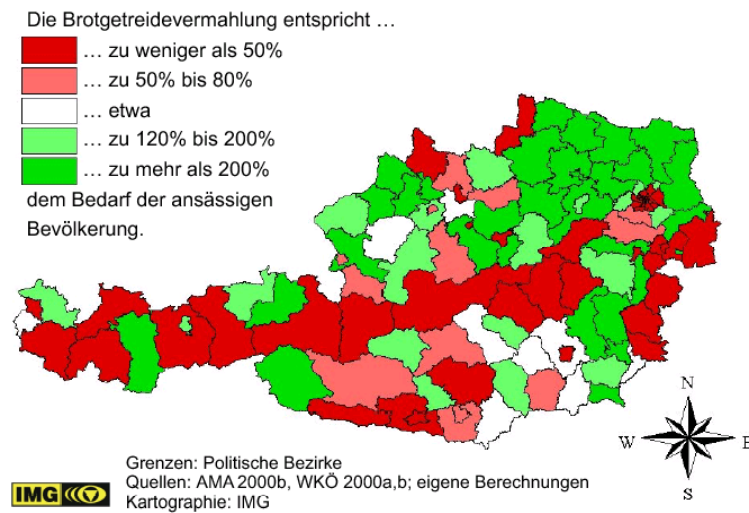 Die Brotgetreidevermahlung entspricht ...
... zu weniger als 50%
... zu 50% bis 80%
... etwa
... zu 120% bis 200%
... zu mehr als 200%
dem Bedarf der ansässigen
Bevölkerung.
N
W
E
S
Grenzen: Politische Bezirke
Quellen: AMA 2000b, WKÖ 2000a,b; eigene Berechnungen
IMG
Kartographie: IMG